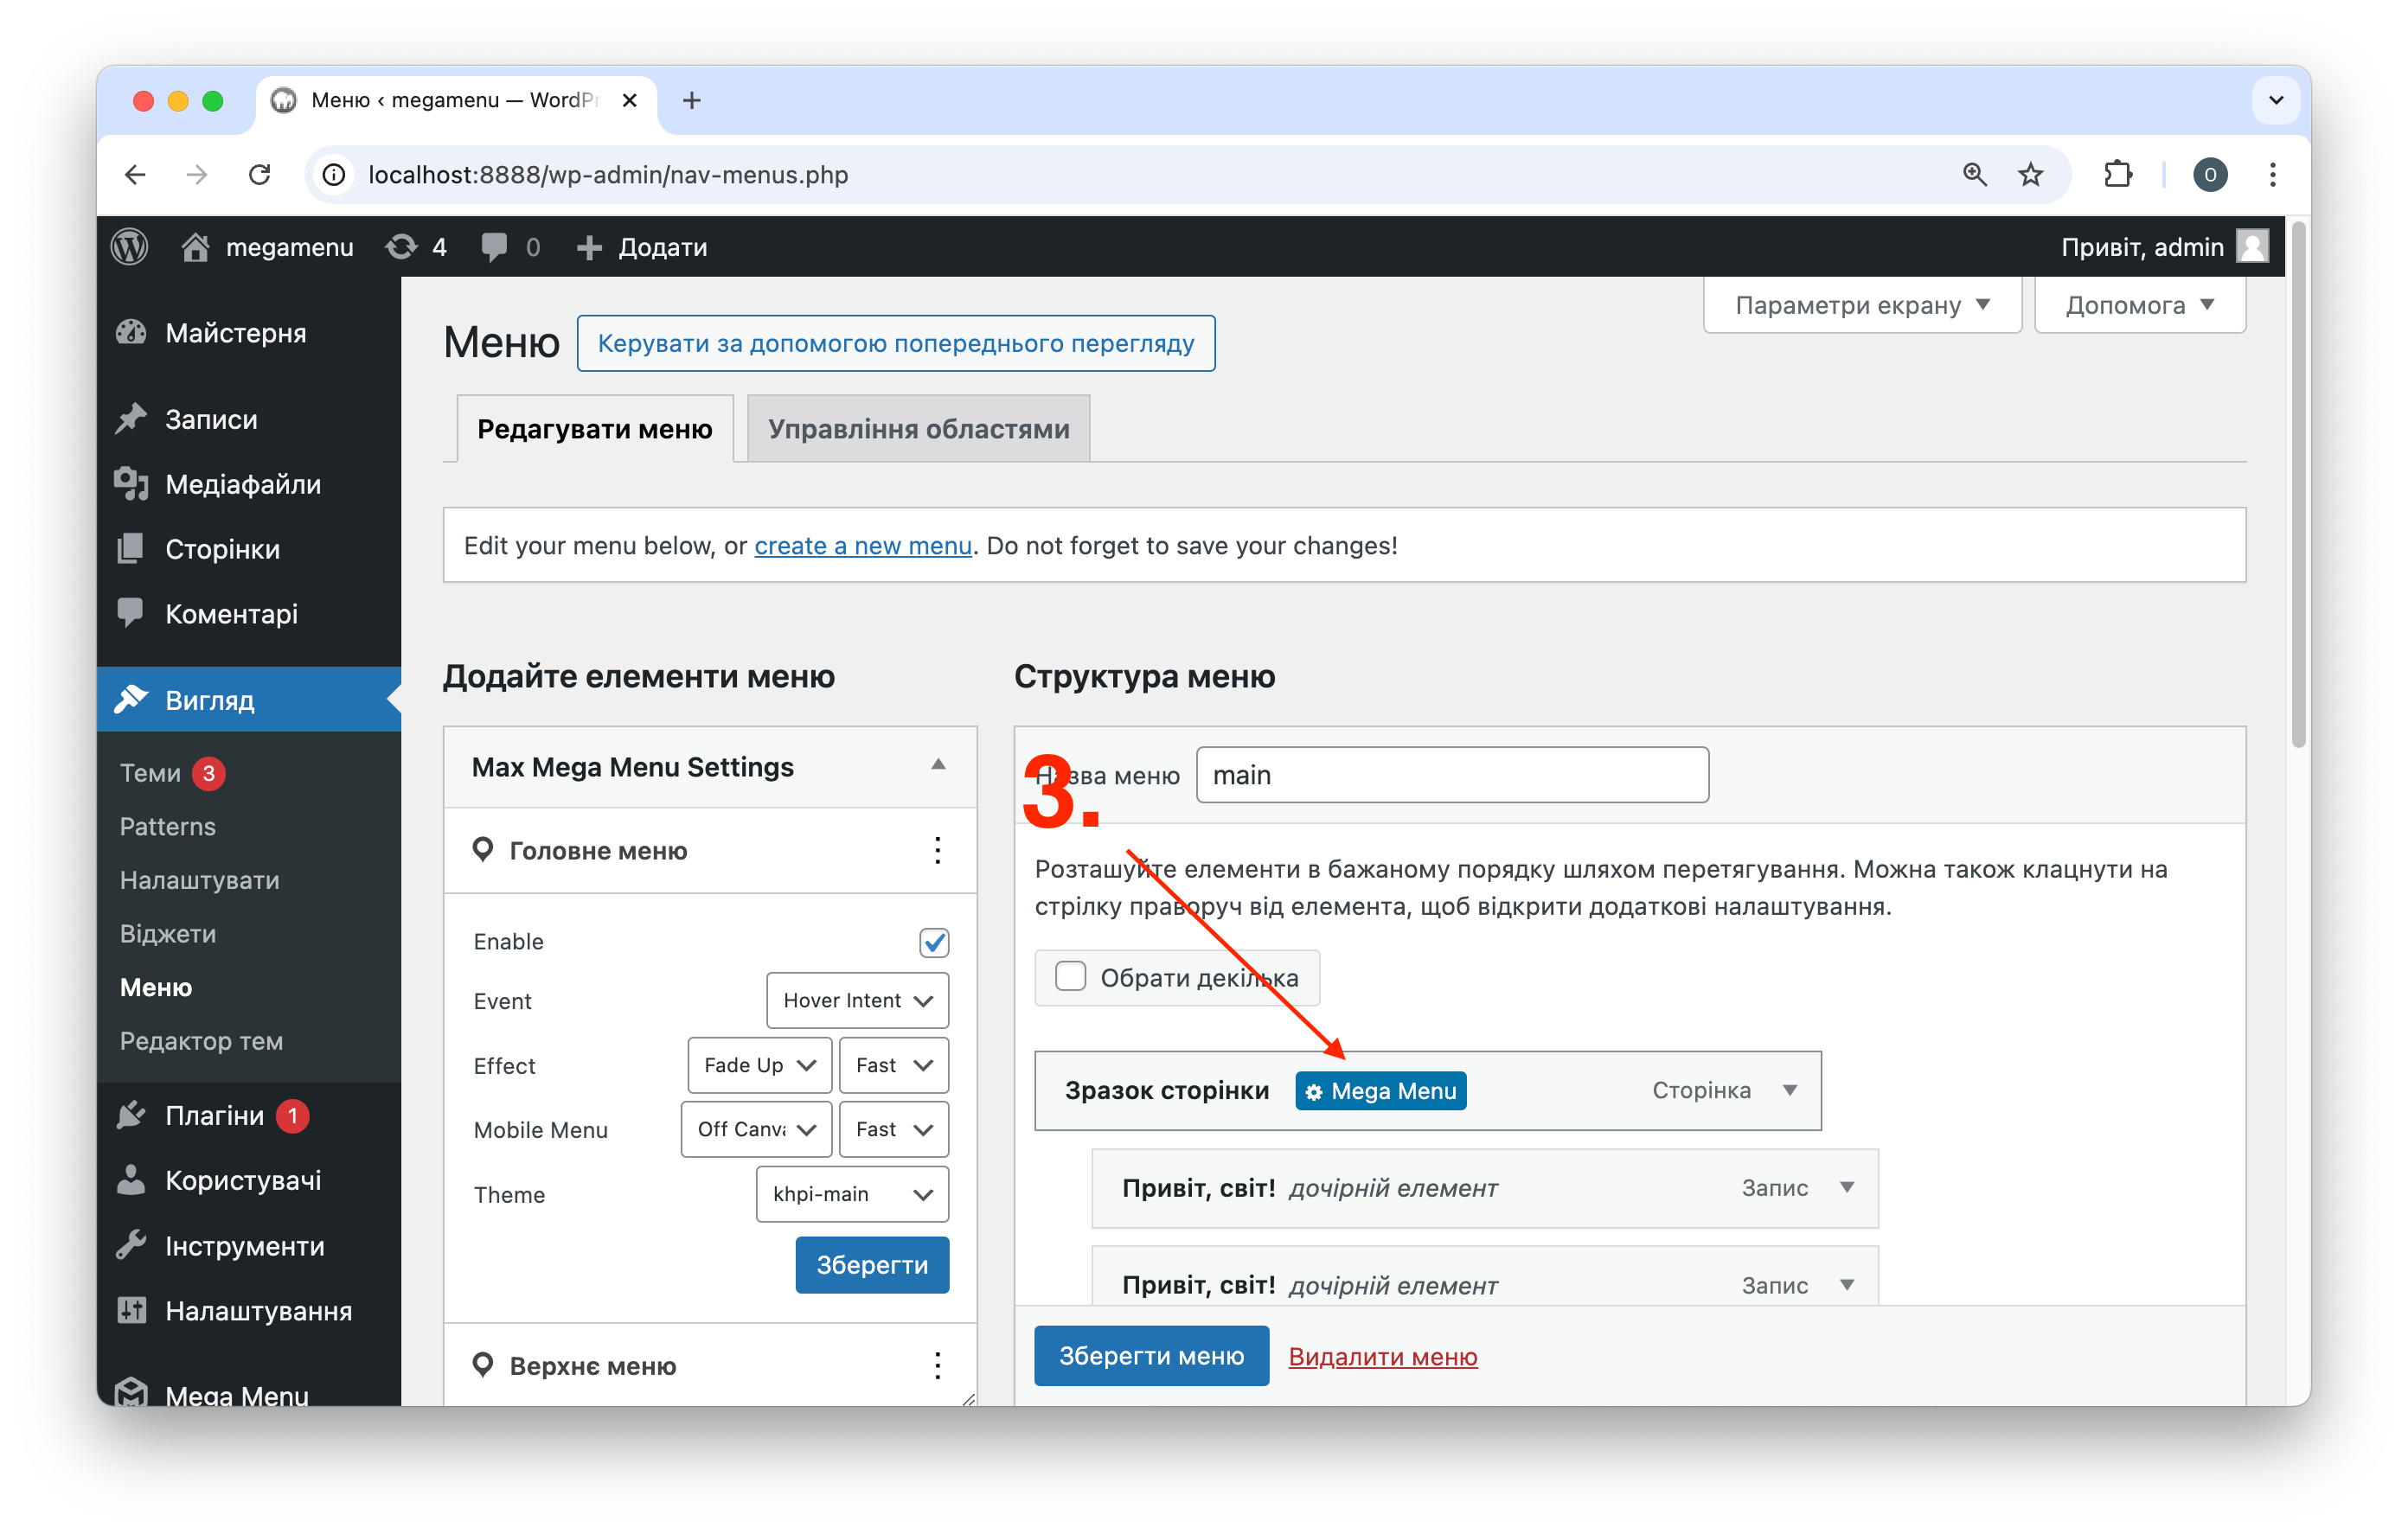 Меню ‹ megamenu — WordPr
localhost:8888/wp-admin/nav-menus.php
O
megamenu
4
0
Додати
Привіт, admin
Майстерня
Записи
Медіафайли
Сторінки
Коментарі
Вигляд
Теми 3
Patterns
Налаштувати
Віджети
Меню
Редактор тем
Плагіни 1
Користувачі
Інструменти
Налаштування
Mega Menu
Параметри екрану
Допомога
Меню
Керувати за допомогою попереднього перегляду
Редагувати меню
Управління областями
Edit your menu below, or create a new menu. Do not forget to save your changes!
Додайте елементи меню
Max Mega Menu Settings
Головне меню
Enable
Event Hover Intent
Effect Fade Up Fast
Mobile Menu Off Canva Fast
Theme khpi-main
Зберегти
Верхнє меню
Структура меню
3.
Назва меню main
Розташуйте елементи в бажаному порядку шляхом перетягування. Можна також клацнути на
стрілку праворуч від елемента, щоб відкрити додаткові налаштування.
Обрати декілька
Зразок сторінки Mega Menu Сторінка
Привіт, світ! дочірній елемент Запис
Привіт, світ! дочірній елемент Запис
Зберегти меню Видалити меню